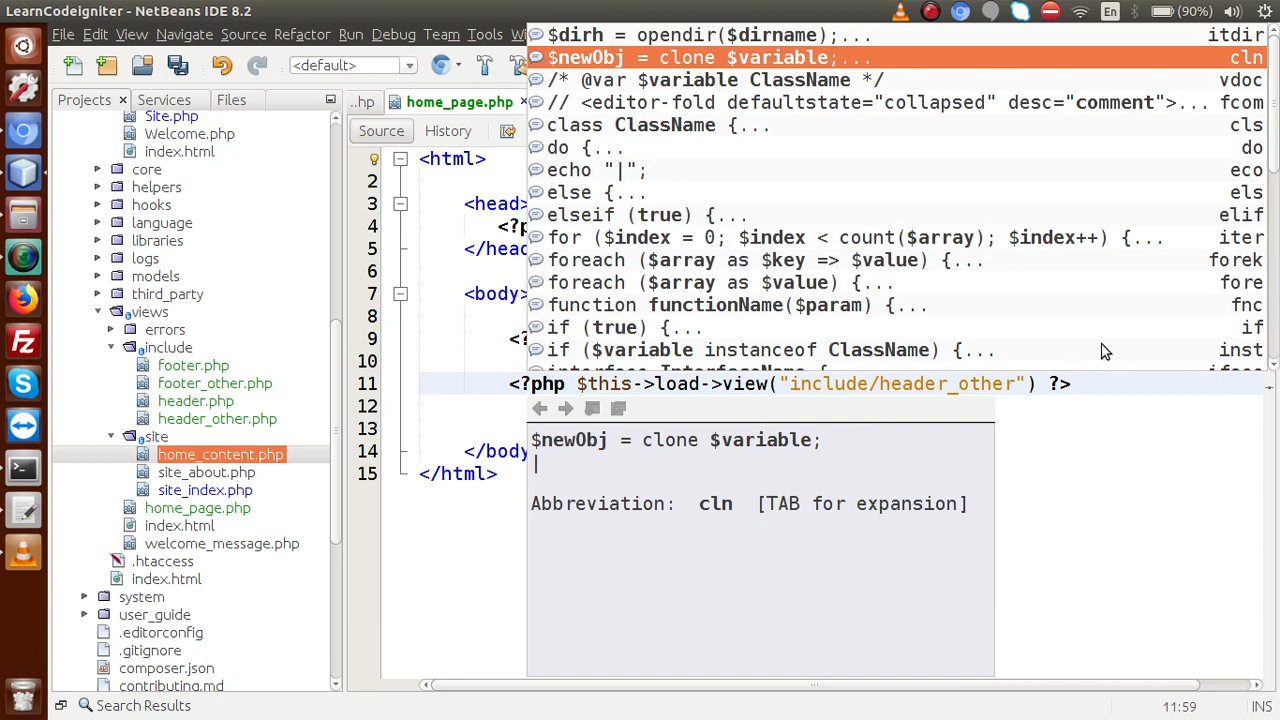 LearnCodeigniter - NetBeans IDE 8.2
En
(90%)
File Edit View Navigate Source Refactor Run Debug Team Tools
<default>
Projects
Services
Files
Site.php
Welcome.php
index.html
core
helpers
hooks
language
libraries
logs
models
third_party
views
errors
include
footer.php
footer_other.php
header.php
header_other.php
site
home_content.php
site_about.php
site_index.php
home_page.php
index.html
welcome_message.php
.htaccess
index.html
system
user_guide
.editorconfig
.gitignore
composer.json
contributing.md
...hp
home_page.php
Source
History
<html>
2
3 <head>
4 <?p
5 </head
6
7 <body>
8
9 <?
10
11 <?php $this->load->view("include/header_other") ?>
12
13
14 </body
15 </html>
$dirh = opendir($dirname);... itdir
$newObj = clone $variable;... cln
/* @var $variable ClassName */ vdoc
// <editor-fold defaultstate="collapsed" desc="comment">... fcom
class ClassName {... cls
do {... do
echo "|"; eco
else {... els
elseif (true) {... elif
for ($index = 0; $index < count($array); $index++) {... iter
foreach ($array as $key => $value) {... forek
foreach ($array as $value) {... fore
function functionName($param) {... fnc
if (true) {... if
if ($variable instanceof ClassName) {... inst
$newObj = clone $variable;
|
Abbreviation: cln [TAB for expansion]
Search Results
11:59
INS